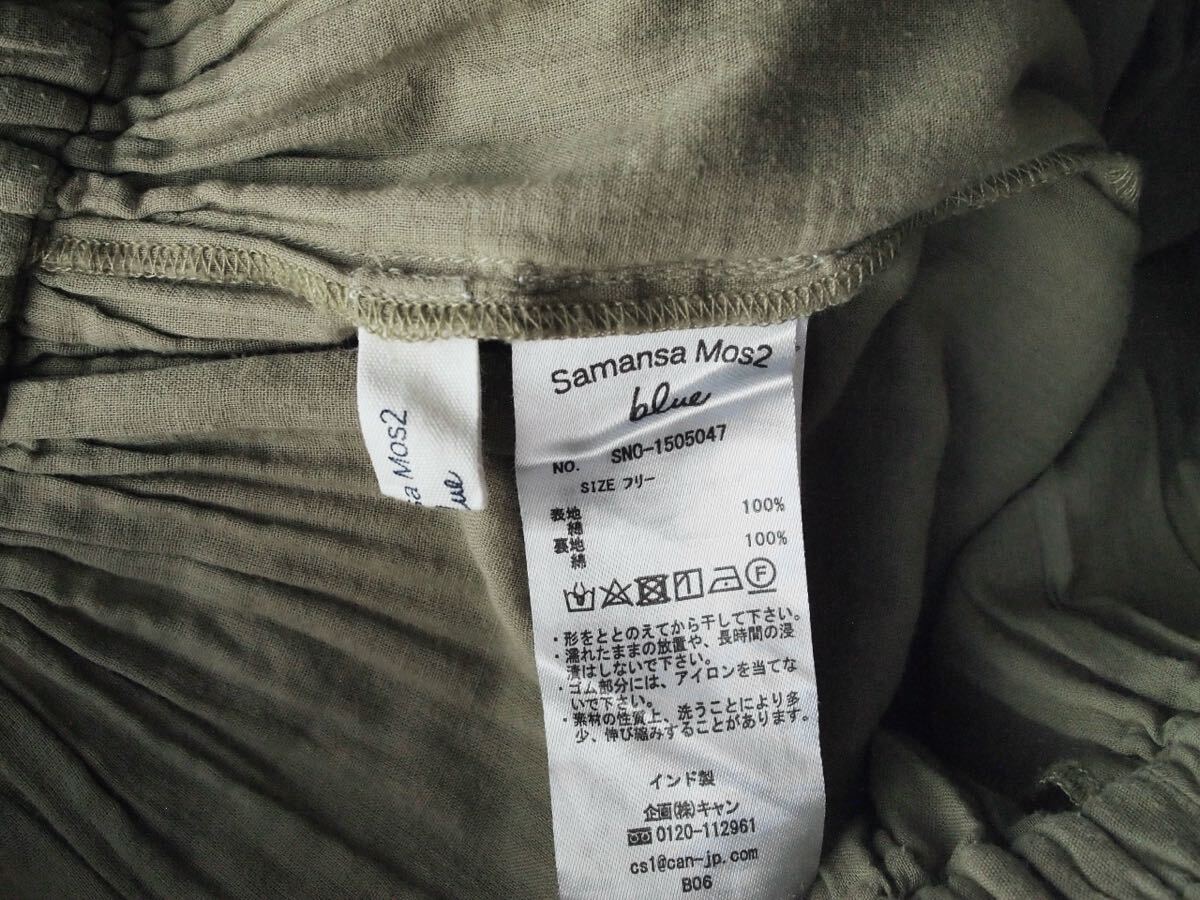 sa Mos2
lue
Samansa Mos2
blue
NO. SNO-1505047
SIZE フリー
表地
綿 100%
裏地
綿 100%
F
・形をととのえてから干して下さい。
・濡れたままの放置や、長時間の浸
漬はしないで下さい。
・ゴム部分には、アイロンを当てな
いで下さい。
・素材の性質上、洗うことにより多
少、伸び縮みすることがあります。
インド製
企画(株)キャン
0120-112961
cs1@can-jp.com
B06